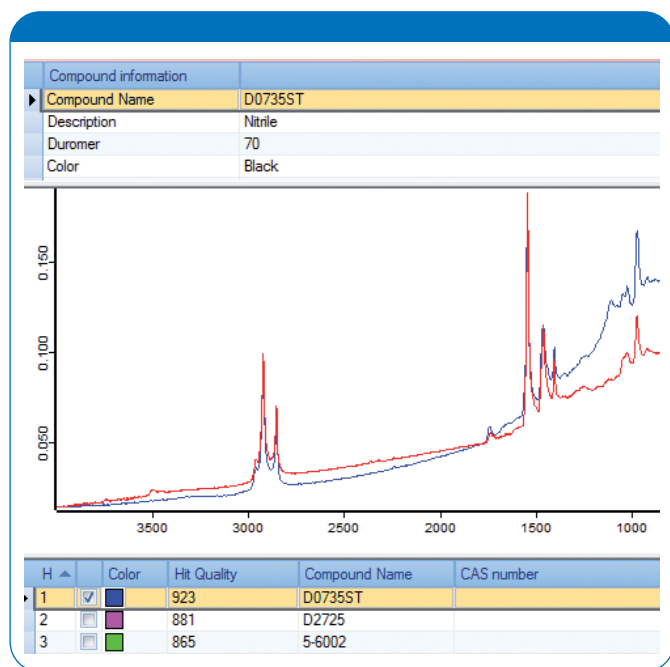 Compound information
Compound Name D0735ST
Description Nitrile
Duromer 70
Color Black
0.150
0.100
0.050
3500 3000 2500 2000 1500 1000
H Color Hit Quality Compound Name CAS number
1 923 D0735ST
2 881 D2725
3 865 5-6002